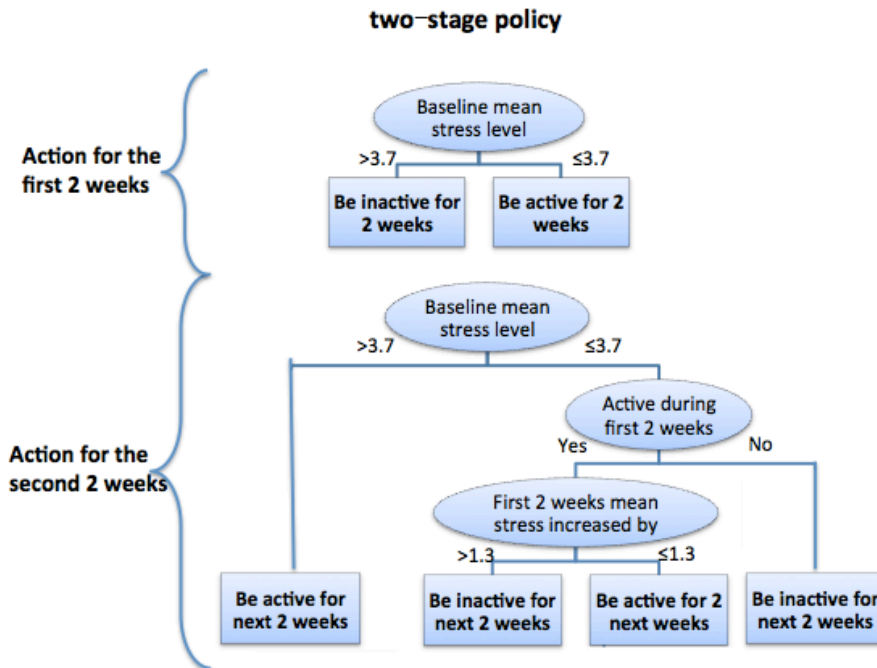 two-stage policy
Baseline mean
stress level
Action for the
first 2 weeks
>3.7
≤3.7
Be inactive for
2 weeks
Be active for 2
weeks
Baseline mean
stress level
>3.7
≤3.7
Active during
first 2 weeks
Action for the
second 2 weeks
Yes
No
First 2 weeks mean
stress increased by
>1.3
≤1.3
Be active for
next 2 weeks
Be inactive for
next 2 weeks
Be active for 2
next weeks
Be inactive for
next 2 weeks